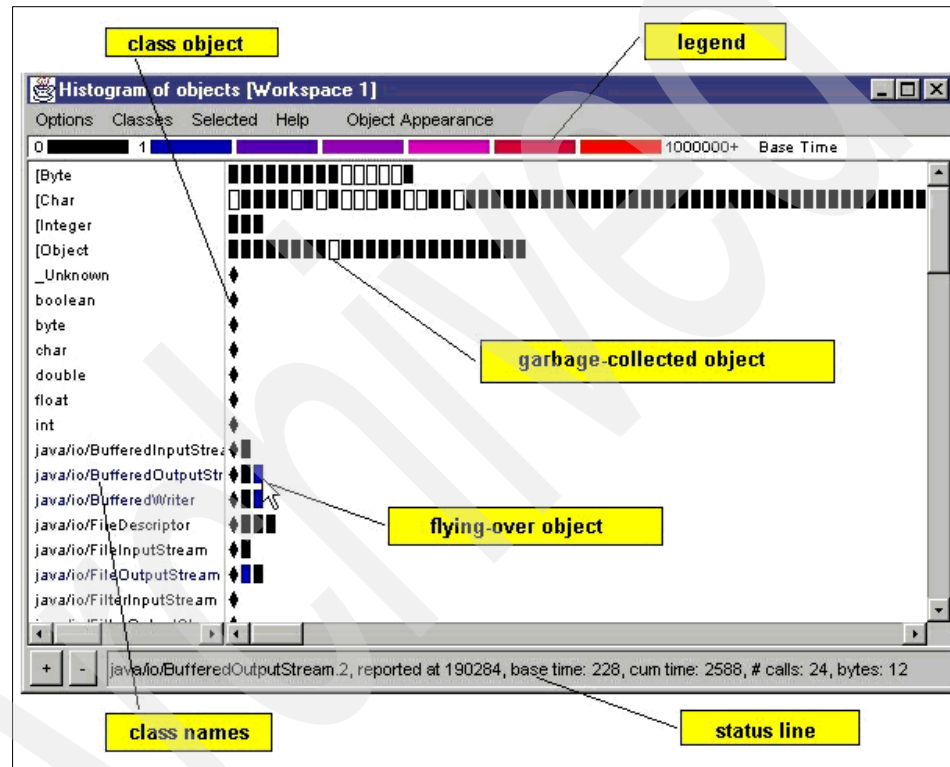 class object
legend
Histogram of objects [Workspace 1]
Options Classes Selected Help Object Appearance
0 1 1000000+ Base Time
[Byte
[Char
[Integer
[Object
_Unknown
boolean
byte
char
double
float
int
java/io/BufferedInputStrea
java/io/BufferedOutputStr
java/io/BufferedWriter
java/io/FileDescriptor
java/io/FileInputStream
java/io/FileOutputStream
java/io/FilterInputStream
garbage-collected object
flying-over object
+ - java/io/BufferedOutputStream.2, reported at 190284, base time: 228, cum time: 2588, # calls: 24, bytes: 12
class names
status line